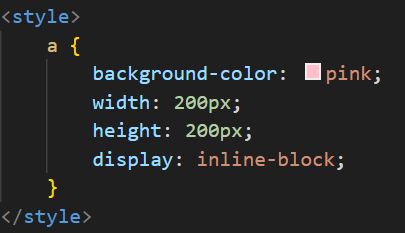 <style>
a {
background-color: pink;
width: 200px;
height: 200px;
display: inline-block;
}
</style>